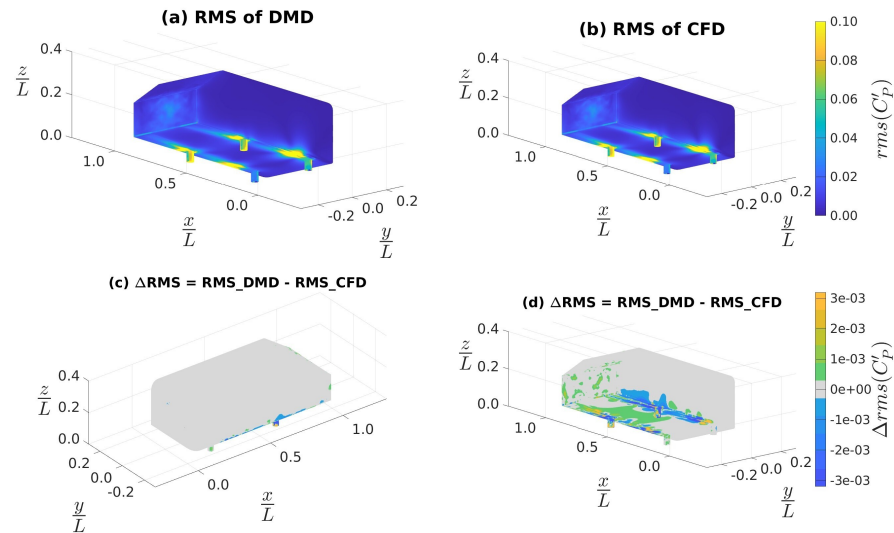 (a) RMS of DMD
(b) RMS of CFD
z/L
0.4
0.2
0.0
1.0
0.5
0.0
x/L
-0.2 0.0 0.2
y/L
z/L
0.4
0.2
0.0
1.0
0.5
0.0
x/L
-0.2 0.0 0.2
y/L
0.10
0.08
0.06
0.04
0.02
0.00
rms(C'_P)
(c) ΔRMS = RMS_DMD - RMS_CFD
z/L
0.4
0.2
0.0
0.2
0.0
-0.2
y/L
0.0
0.5
1.0
x/L
(d) ΔRMS = RMS_DMD - RMS_CFD
z/L
0.4
0.2
0.0
1.0
0.5
0.0
x/L
-0.2 0.0 0.2
y/L
3e-03
2e-03
1e-03
0e+00
-1e-03
-2e-03
-3e-03
Δrms(C'_P)